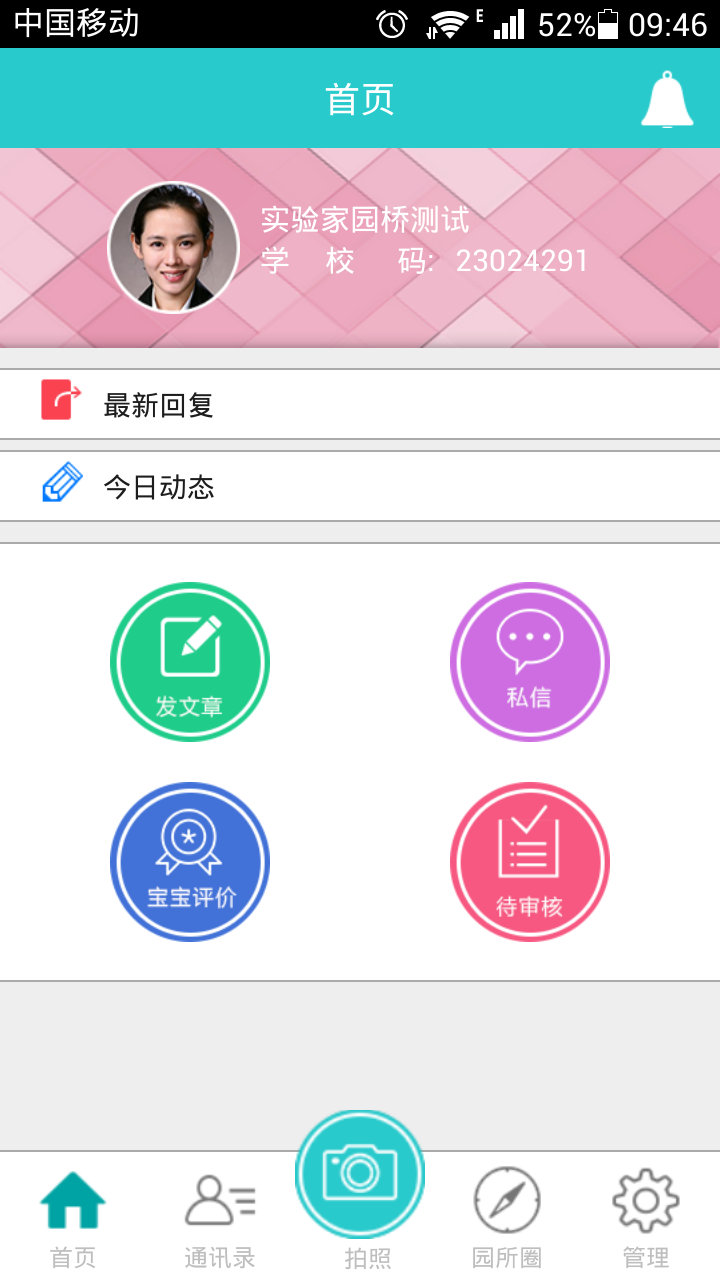 中国移动 E 52% 09:46
首页
实验家园桥测试
学 校 码: 23024291
最新回复
今日动态
发文章 私信
宝宝评价 待审核
首页 通讯录 拍照 园所圈 管理